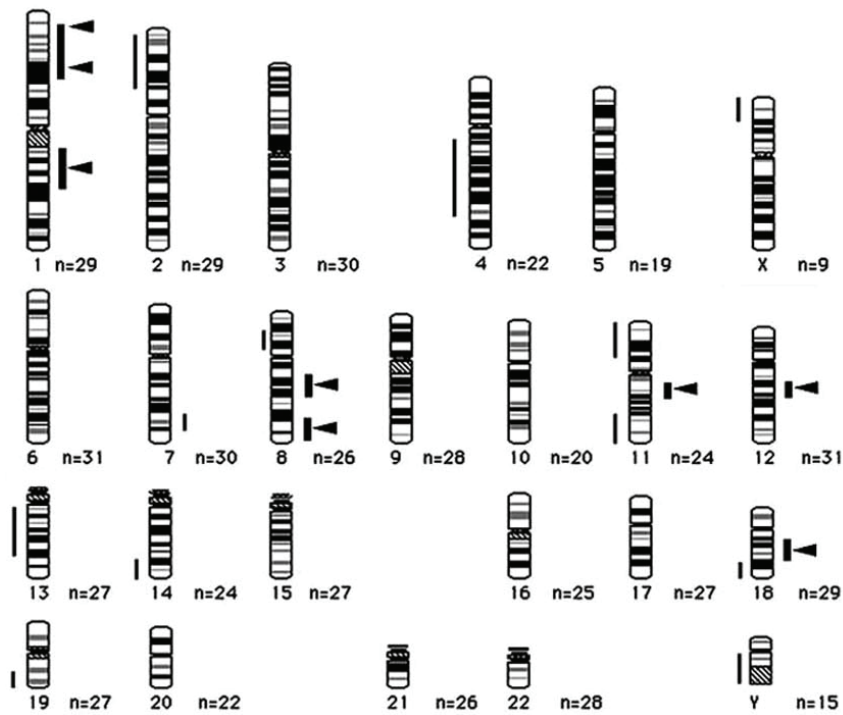 1 n=29 2 n=29 3 n=30 4 n=22 5 n=19 X n=9
6 n=31 7 n=30 8 n=26 9 n=28 10 n=20 11 n=24 12 n=31
13 n=27 14 n=24 15 n=27 16 n=25 17 n=27 18 n=29
19 n=27 20 n=22 21 n=26 22 n=28 Y n=15